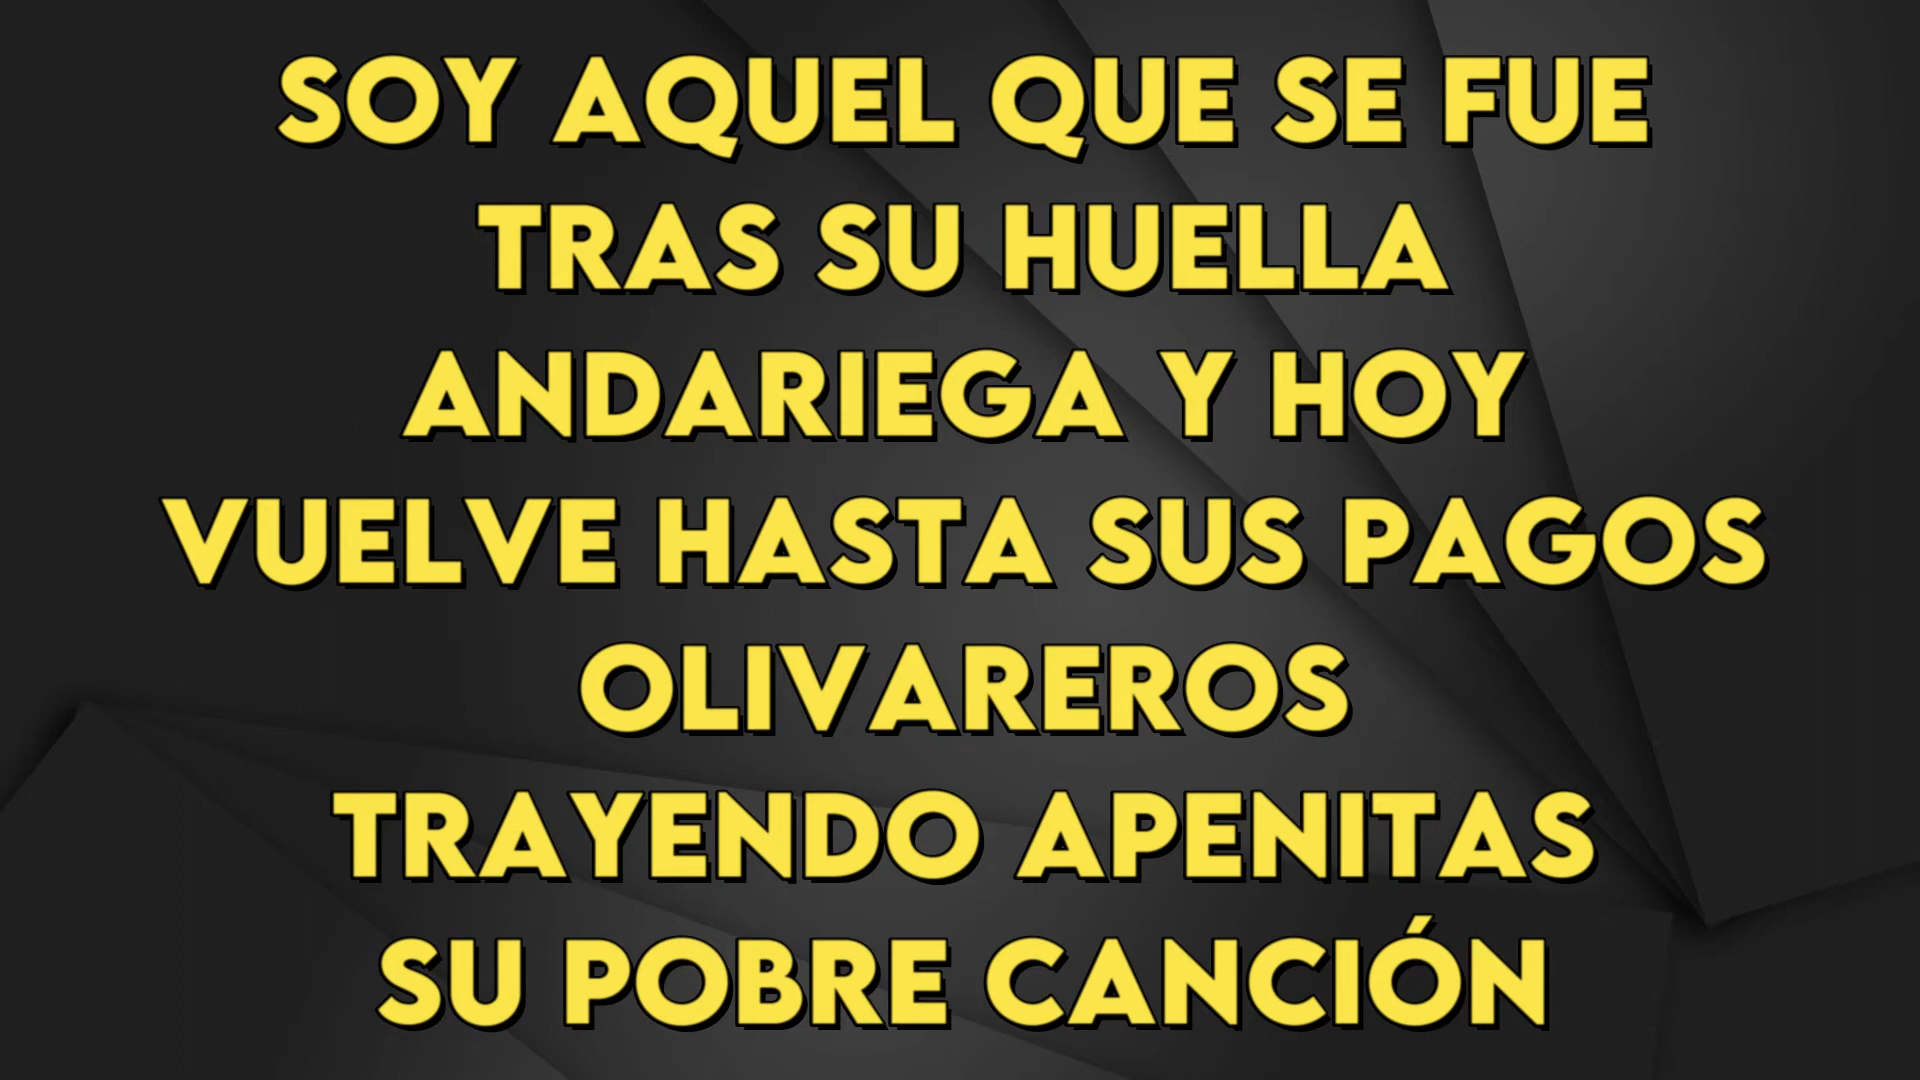 SOY AQUEL QUE SE FUE
TRAS SU HUELLA
ANDARIEGA Y HOY
VUELVE HASTA SUS PAGOS
OLIVAREROS
TRAYENDO APENITAS
SU POBRE CANCIÓN